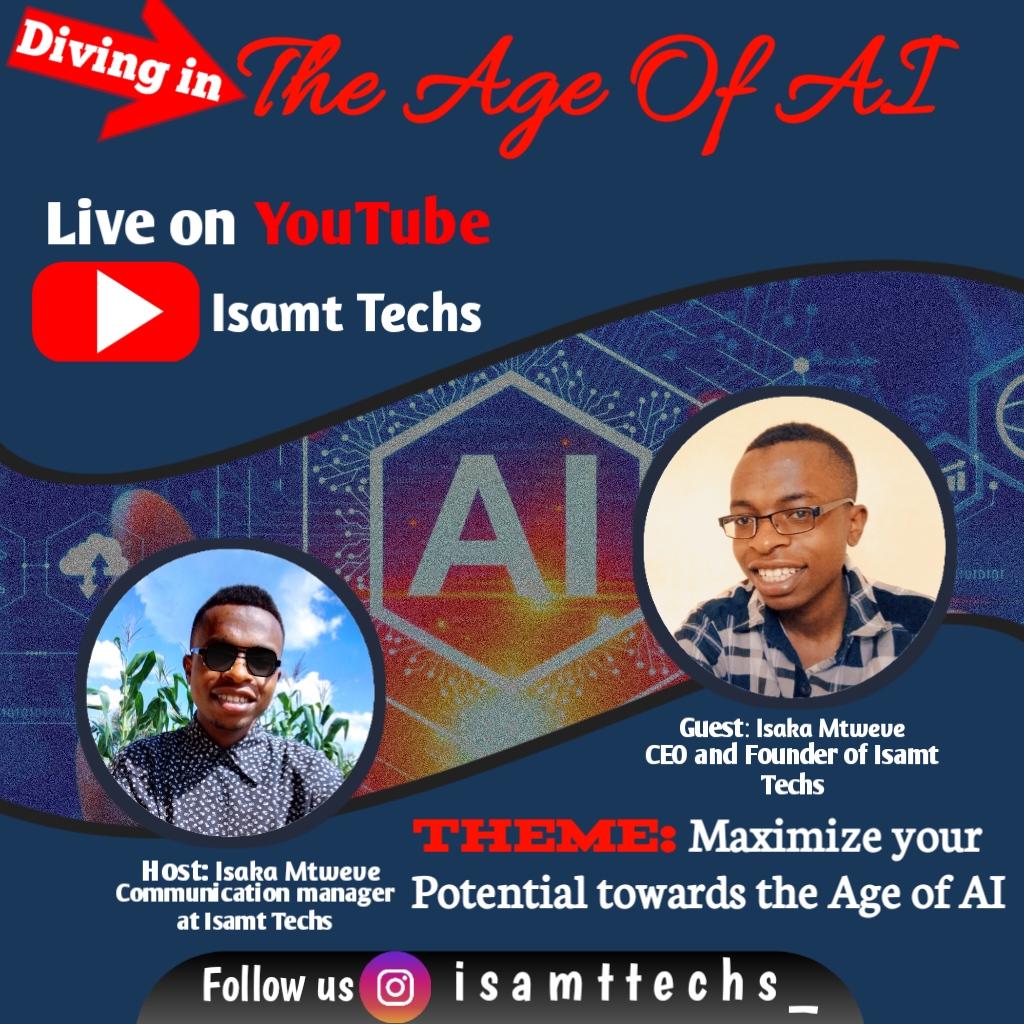 Diving in
The Age Of AI
Live on YouTube
Isamt Techs
AI
Guest: Isaka Mtweve
CEO and Founder of Isamt
Techs
THEME: Maximize your
Potential towards the Age of AI
Host: Isaka Mtweve
Communication manager
at Isamt Techs
Follow us isamttechs_